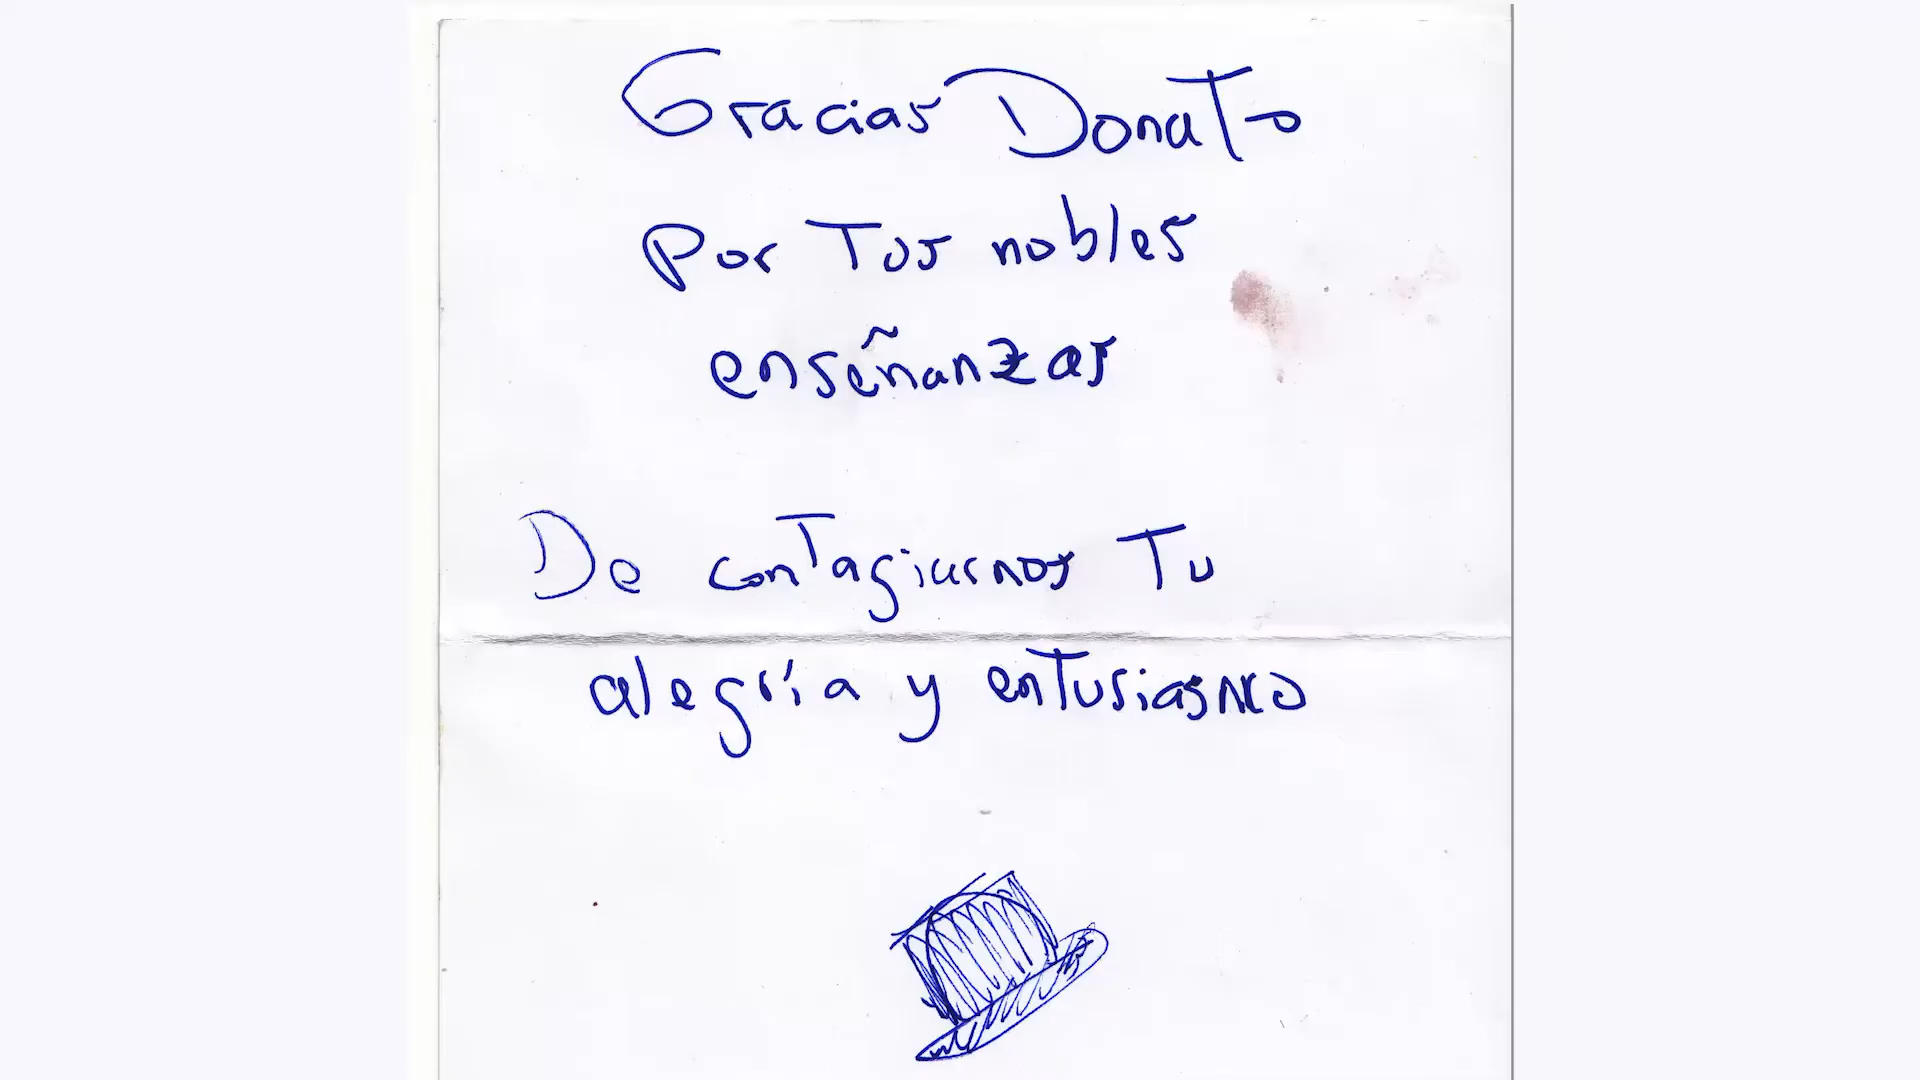 Gracias Donato
Por Tus nobles
enseñanzas
De contagiarnos Tu
alegría y entusiasmo